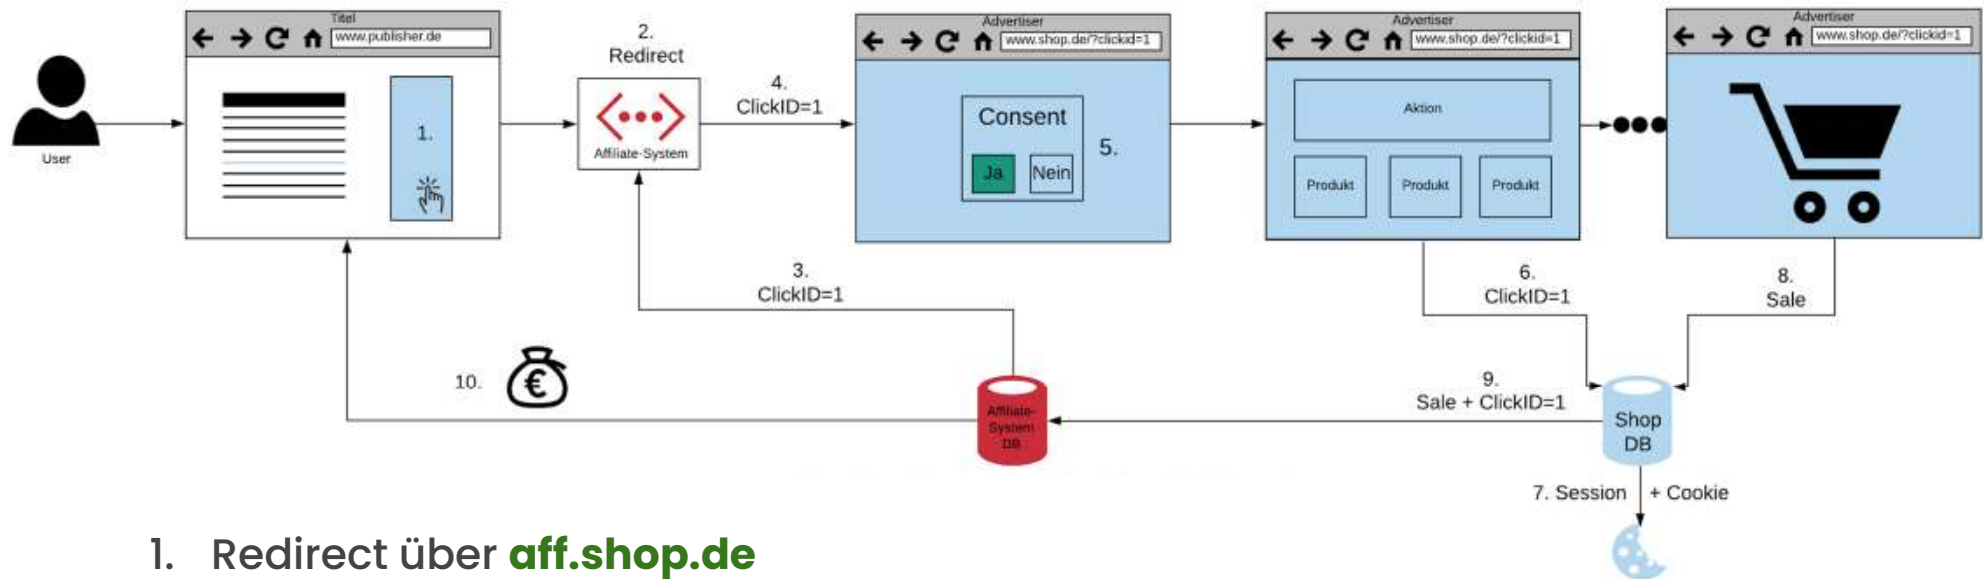 Titel
www.publisher.de
1.
User
2.
Redirect
Affiliate-System
4.
ClickID=1
Advertiser
www.shop.de/?clickid=1
Consent
Ja
Nein
5.
Advertiser
www.shop.de/?clickid=1
Aktion
Produkt
Produkt
Produkt
Advertiser
www.shop.de/?clickid=1
3.
ClickID=1
6.
ClickID=1
8.
Sale
10.
€
Affiliate-
System
DB
9.
Sale + ClickID=1
Shop
DB
7. Session + Cookie
1. Redirect über aff.shop.de